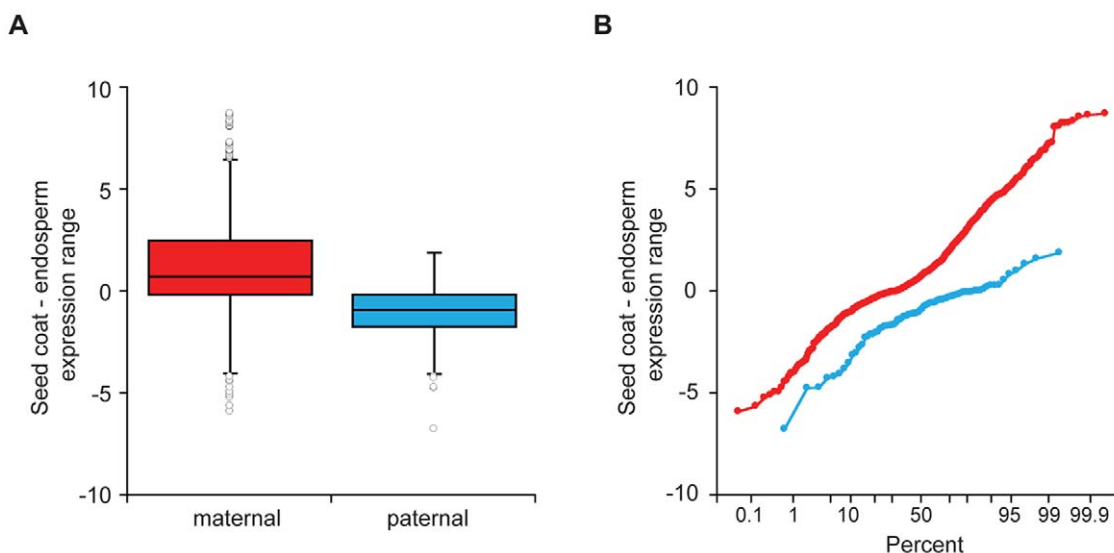 A
Seed coat - endosperm
expression range
10
5
0
-5
-10
maternal
paternal
B
Seed coat - endosperm
expression range
10
5
0
-5
-10
0.1
1
10
50
95
99
99.9
Percent